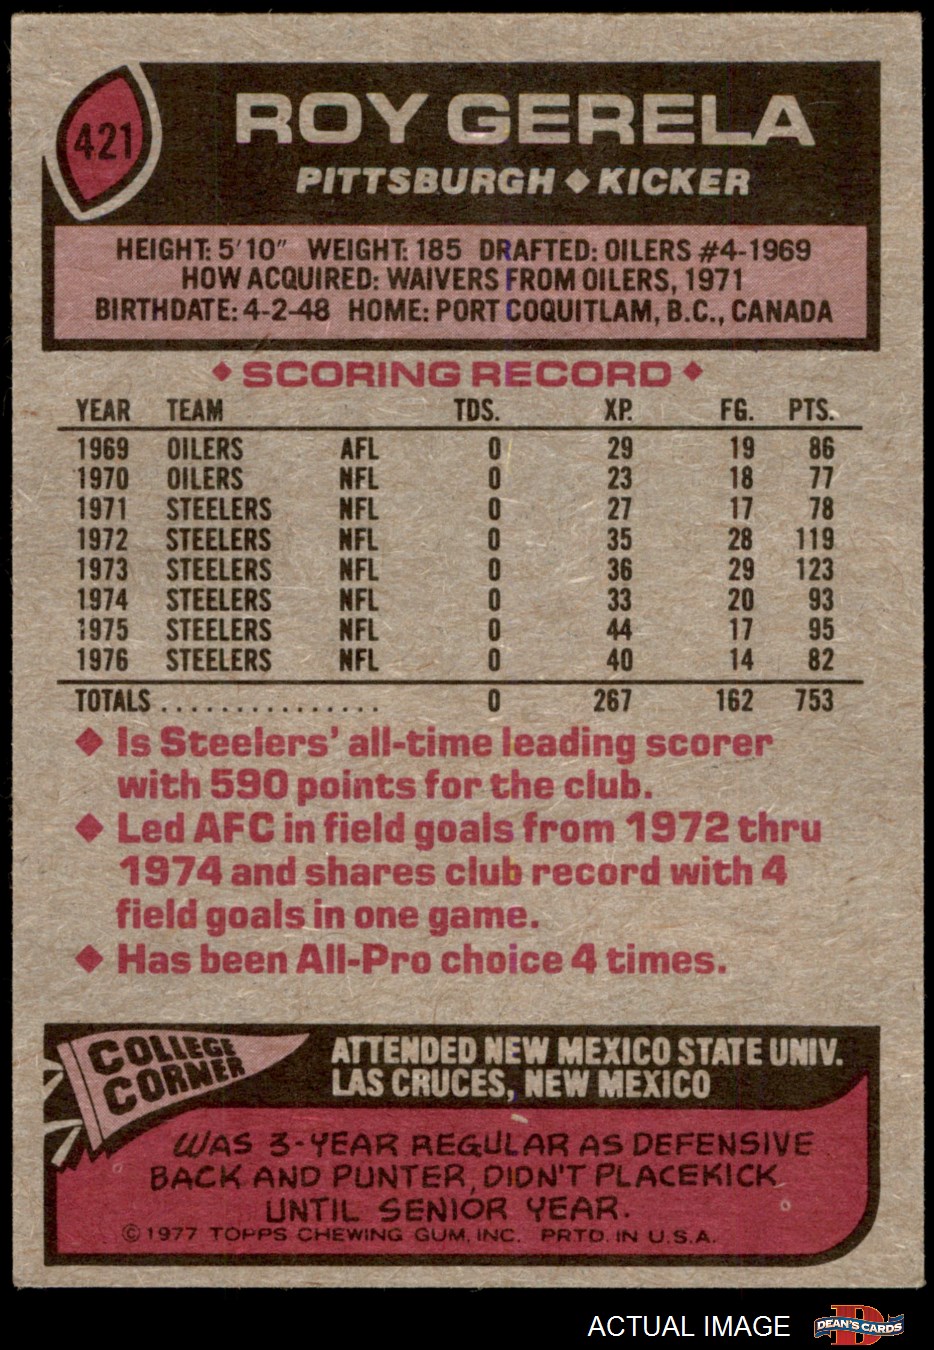 421
ROY GERELA
PITTSBURGH ♦ KICKER
HEIGHT: 5'10" WEIGHT: 185 DRAFTED: OILERS #4-1969
HOW ACQUIRED: WAIVERS FROM OILERS, 1971
BIRTHDATE: 4-2-48 HOME: PORT COQUITLAM, B.C., CANADA
♦ SCORING RECORD ♦
YEAR TEAM TDS. XP. FG. PTS.
1969 OILERS AFL 0 29 19 86
1970 OILERS NFL 0 23 18 77
1971 STEELERS NFL 0 27 17 78
1972 STEELERS NFL 0 35 28 119
1973 STEELERS NFL 0 36 29 123
1974 STEELERS NFL 0 33 20 93
1975 STEELERS NFL 0 44 17 95
1976 STEELERS NFL 0 40 14 82
TOTALS ............... 0 267 162 753
♦ Is Steelers' all-time leading scorer
with 590 points for the club.
♦ Led AFC in field goals from 1972 thru
1974 and shares club record with 4
field goals in one game.
♦ Has been All-Pro choice 4 times.
COLLEGE
CORNER
ATTENDED NEW MEXICO STATE UNIV.
LAS CRUCES, NEW MEXICO
WAS 3-YEAR REGULAR AS DEFENSIVE
BACK AND PUNTER, DIDN'T PLACEKICK
UNTIL SENIOR YEAR.
© 1977 TOPPS CHEWING GUM, INC. PRTD. IN U.S.A.
ACTUAL IMAGE
D
DEAN'S CARDS